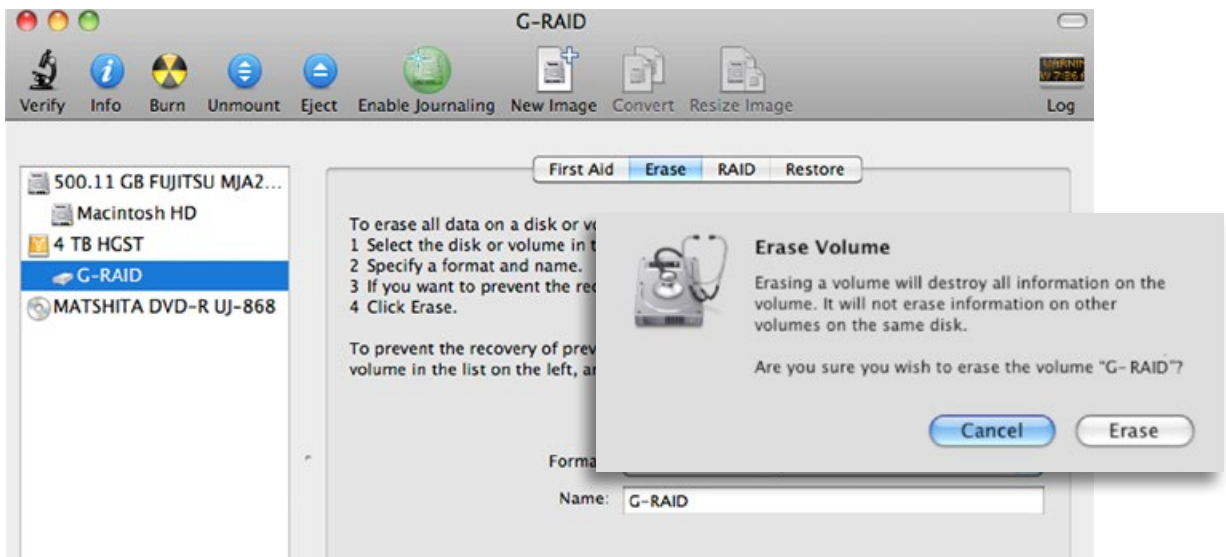 G-RAID
Verify Info Burn Unmount Eject Enable Journaling New Image Convert Resize Image Log
First Aid Erase RAID Restore
500.11 GB FUJITSU MJA2...
Macintosh HD
4 TB HGST
G-RAID
MATSHITA DVD-R UJ-868
To erase all data on a disk or
1 Select the disk or volume in
2 Specify a format and name.
3 If you want to prevent the
4 Click Erase.
To prevent the recovery of
volume in the list on the left,
Name: G-RAID
Erase Volume
Erasing a volume will destroy all information on the
volume. It will not erase information on other
volumes on the same disk.
Are you sure you wish to erase the volume "G-RAID"?
Cancel Erase